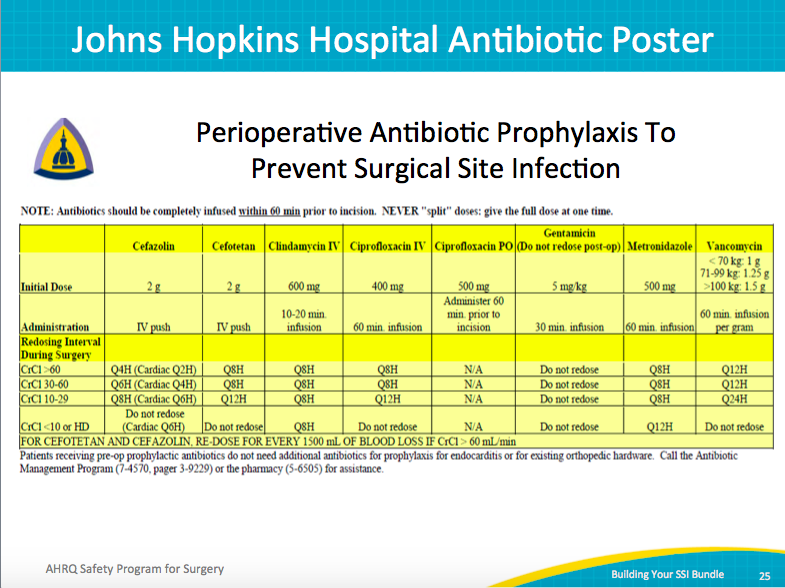 Johns Hopkins Hospital Antibiotic Poster
Perioperative Antibiotic Prophylaxis To
Prevent Surgical Site Infection
NOTE: Antibiotics should be completely infused within 60 min prior to incision. NEVER "split" doses: give the full dose at one time.
Gentamicin
Cefazolin Cefotetan Clindamycin IV Ciprofloxacin IV Ciprofloxacin PO (Do not redose post-op) Metronidazole Vancomycin
< 70 kg: 1 g
71-99 kg: 1.25 g
Initial Dose 2 g 2 g 600 mg 400 mg 500 mg 5 mg/kg 500 mg >100 kg: 1.5 g
Administer 60
10-20 min. min. prior to 60 min. infusion
Administration IV push IV push infusion 60 min. infusion incision 30 min. infusion 60 min. infusion per gram
Redosing Interval
During Surgery
CrCl >60 Q4H (Cardiac Q2H) Q8H Q8H Q8H N/A Do not redose Q8H Q12H
CrCl 30-60 Q6H (Cardiac Q4H) Q8H Q8H Q8H N/A Do not redose Q8H Q12H
CrCl 10-29 Q8H (Cardiac Q6H) Q12H Q8H Q12H N/A Do not redose Q8H Q24H
Do not redose
CrCl <10 or HD (Cardiac Q6H) Do not redose Q8H Do not redose N/A Do not redose Q12H Do not redose
FOR CEFOTETAN AND CEFAZOLIN, RE-DOSE FOR EVERY 1500 mL OF BLOOD LOSS IF CrCl > 60 mL/min
Patients receiving pre-op prophylactic antibiotics do not need additional antibiotics for prophylaxis for endocarditis or for existing orthopedic hardware. Call the Antibiotic
Management Program (7-4570, pager 3-9229) or the pharmacy (5-6505) for assistance.
AHRQ Safety Program for Surgery
Building Your SSI Bundle 25